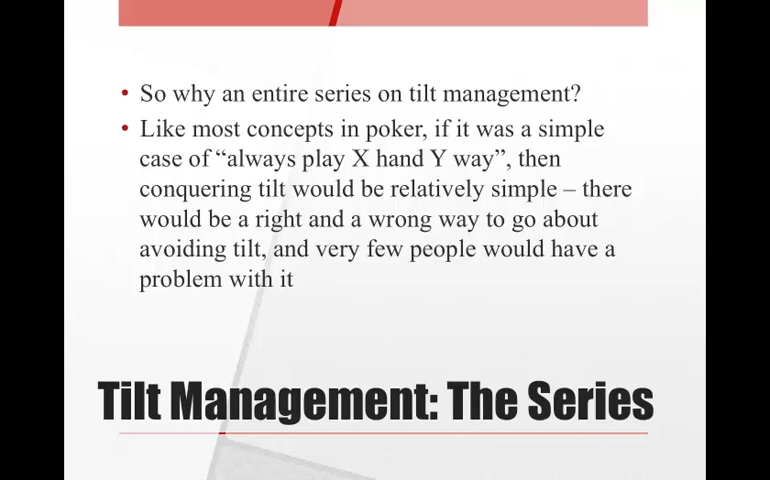 • So why an entire series on tilt management?
• Like most concepts in poker, if it was a simple
case of “always play X hand Y way”, then
conquering tilt would be relatively simple – there
would be a right and a wrong way to go about
avoiding tilt, and very few people would have a
problem with it
Tilt Management: The Series